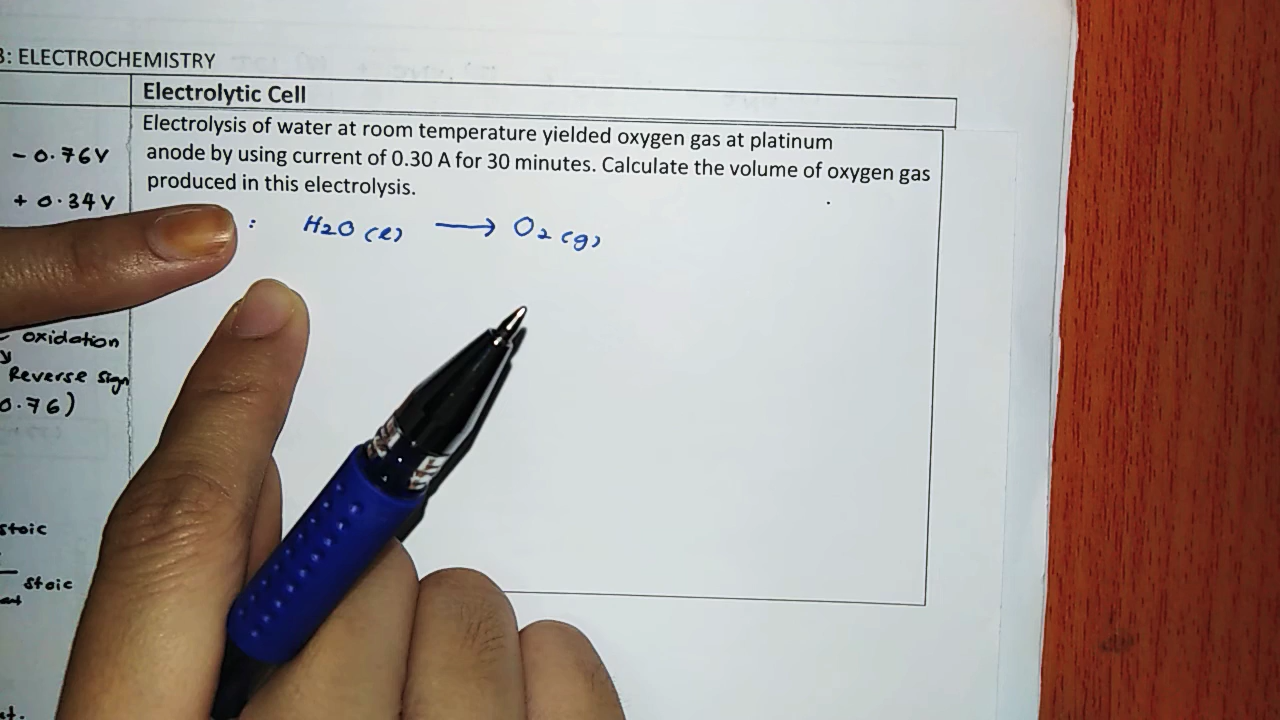 3: ELECTROCHEMISTRY
Electrolytic Cell
Electrolysis of water at room temperature yielded oxygen gas at platinum
anode by using current of 0.30 A for 30 minutes. Calculate the volume of oxygen gas
produced in this electrolysis.
- 0.76V
+ 0.34V
: H2O (l) → O2 (g)
oxidation
Reverse sign
0.76)
stoic
stoic